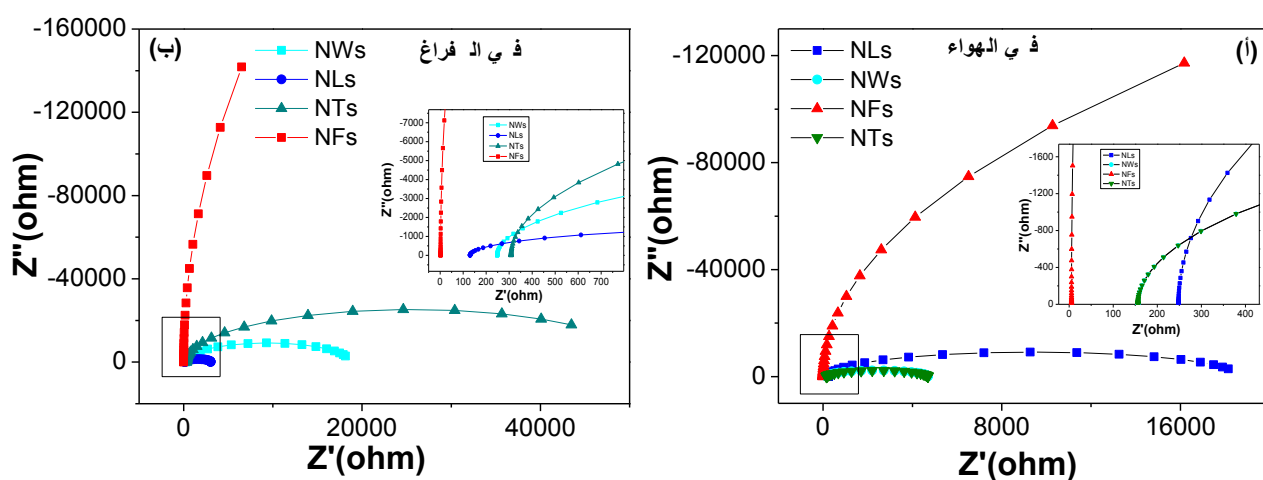 (ب)
في الفراغ
NWs
NLs
NTs
NFs
-160000
-120000
-80000
-40000
0
Z''(ohm)
0
20000
40000
Z'(ohm)
NWs
NLs
NTs
NFs
-7000
-6000
-5000
-4000
-3000
-2000
-1000
0
Z''(ohm)
0 100 200 300 400 500 600 700
Z'(ohm)
(أ)
في الهواء
NLs
NWs
NFs
NTs
-120000
-80000
-40000
0
Z''(ohm)
0
8000
16000
Z'(ohm)
NLs
NWs
NFs
NTs
-1600
-1200
-800
-400
0
Z''(ohm)
0 100 200 300 400
Z'(ohm)